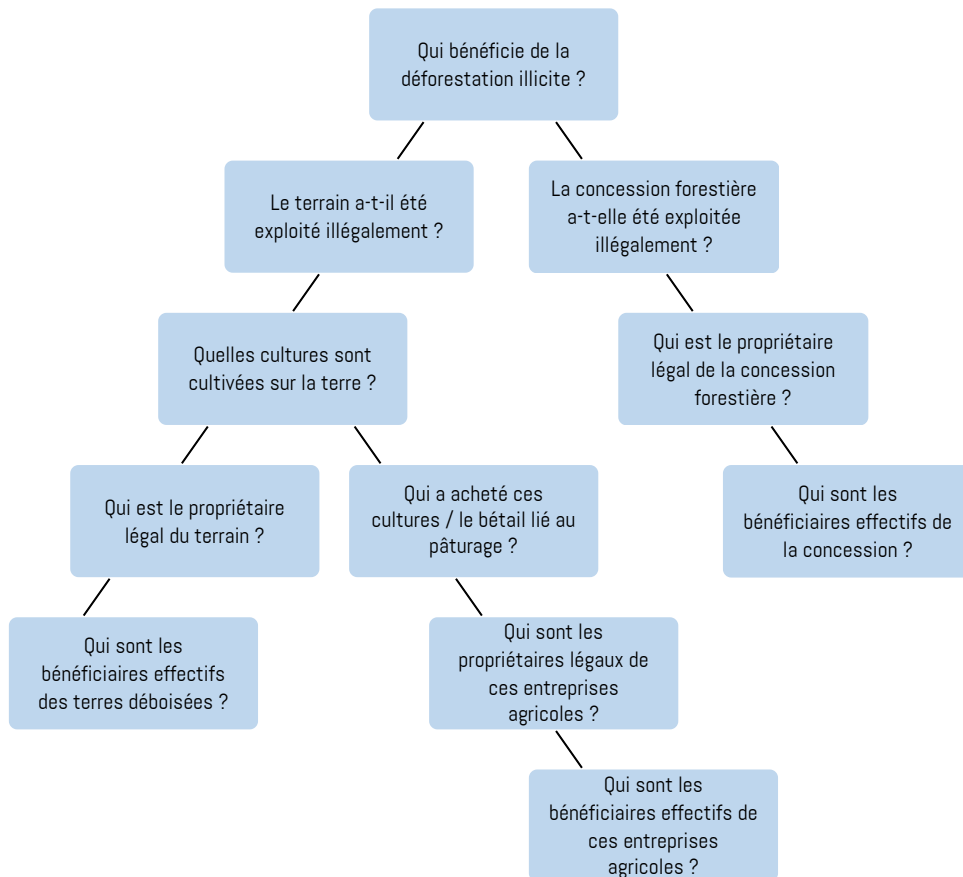 Qui bénéficie de la
déforestation illicite ?
Le terrain a-t-il été
exploité illégalement ?
La concession forestière
a-t-elle été exploitée
illégalement ?
Quelles cultures sont
cultivées sur la terre ?
Qui est le propriétaire
légal de la concession
forestière ?
Qui est le propriétaire
légal du terrain ?
Qui a acheté ces
cultures / le bétail lié au
pâturage ?
Qui sont les
bénéficiaires effectifs de
la concession ?
Qui sont les
bénéficiaires effectifs
des terres déboisées ?
Qui sont les
propriétaires légaux de
ces entreprises
agricoles ?
Qui sont les
bénéficiaires effectifs de
ces entreprises
agricoles ?